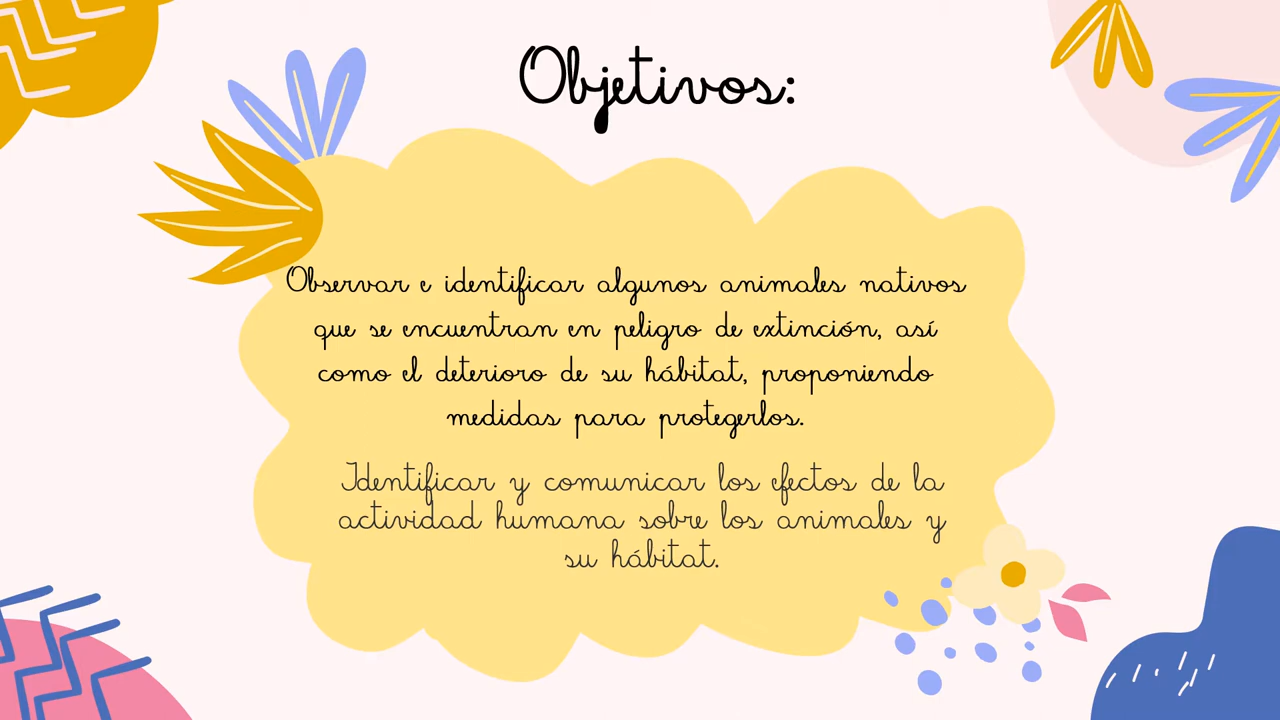 Objetivos:
Observar e identificar algunos animales nativos
que se encuentran en peligro de extinción, así
como el deterioro de su hábitat, proponiendo
medidas para protegerlos.
Identificar y comunicar los efectos de la
actividad humana sobre los animales y
su hábitat.